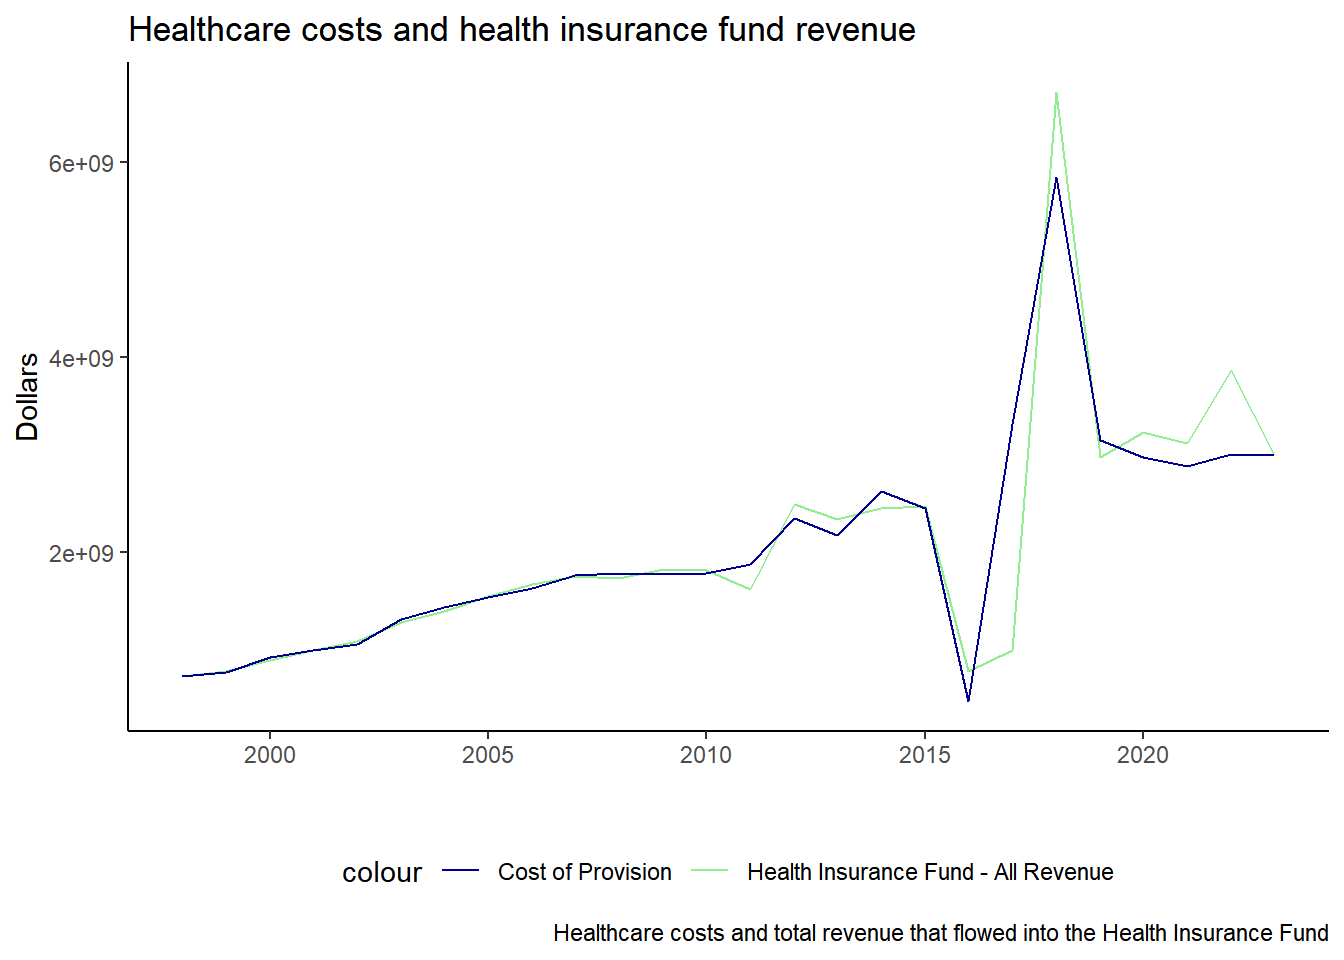 Healthcare costs and health insurance fund revenue
6e+09
4e+09
2e+09
Dollars
2000 2005 2010 2015 2020
colour Cost of Provision Health Insurance Fund - All Revenue
Healthcare costs and total revenue that flowed into the Health Insurance Fund